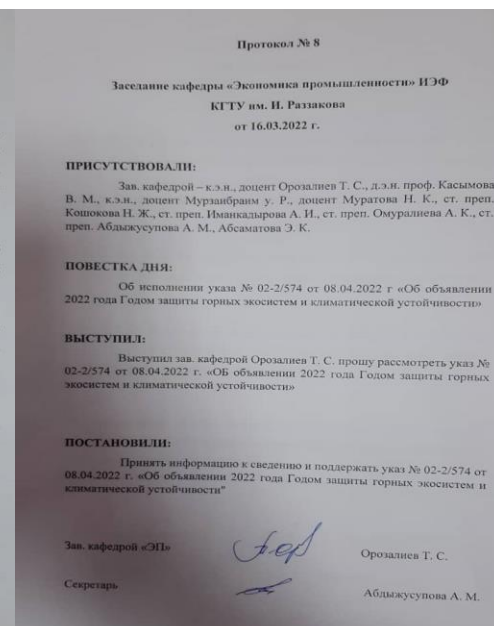 Протокол № 8
Заседание кафедры «Экономика промышленности» ИЭФ
КГТУ им. И. Раззакова
от 16.03.2022 г.
ПРИСУТСТВОВАЛИ:
Зав. кафедрой – к.э.н., доцент Орозалиев Т. С., д.э.н. проф. Касымова
В. М., к.э.н., доцент Мурзаибраим у. Р., доцент Муратова Н. К., ст. преп.
Кошокова Н. Ж., ст. преп. Иманкадырова А. И., ст. преп. Омуралиева А. К., ст.
преп. Абдыжусупова А. М., Абсаматова Э. К.
ПОВЕСТКА ДНЯ:
Об исполнении указа № 02-2/574 от 08.04.2022 г «Об объявлении
2022 года Годом защиты горных экосистем и климатической устойчивости»
ВЫСТУПИЛ:
Выступил зав. кафедрой Орозалиев Т. С. прошу рассмотреть указ №
02-2/574 от 08.04.2022 г. «ОБ объявлении 2022 года Годом защиты горных
экосистем и климатической устойчивости»
ПОСТАНОВИЛИ:
Принять информацию к сведению и поддержать указ № 02-2/574 от
08.04.2022 г. «Об объявлении 2022 года Годом защиты горных экосистем и
климатической устойчивости"
Зав. кафедрой «ЭП» Орозалиев Т. С.
Секретарь Абдыжусупова А. М.